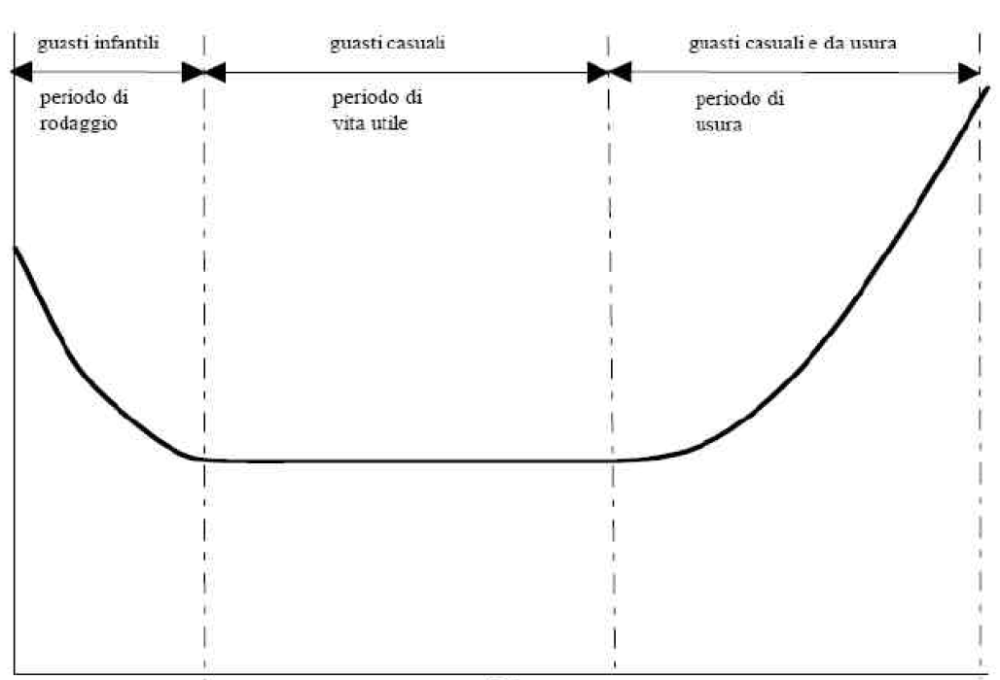 guasti infantili
guasti casuali
guasti casuali e da usura
periodo di
rodaggio
periodo di
vita utile
periodo di
usura